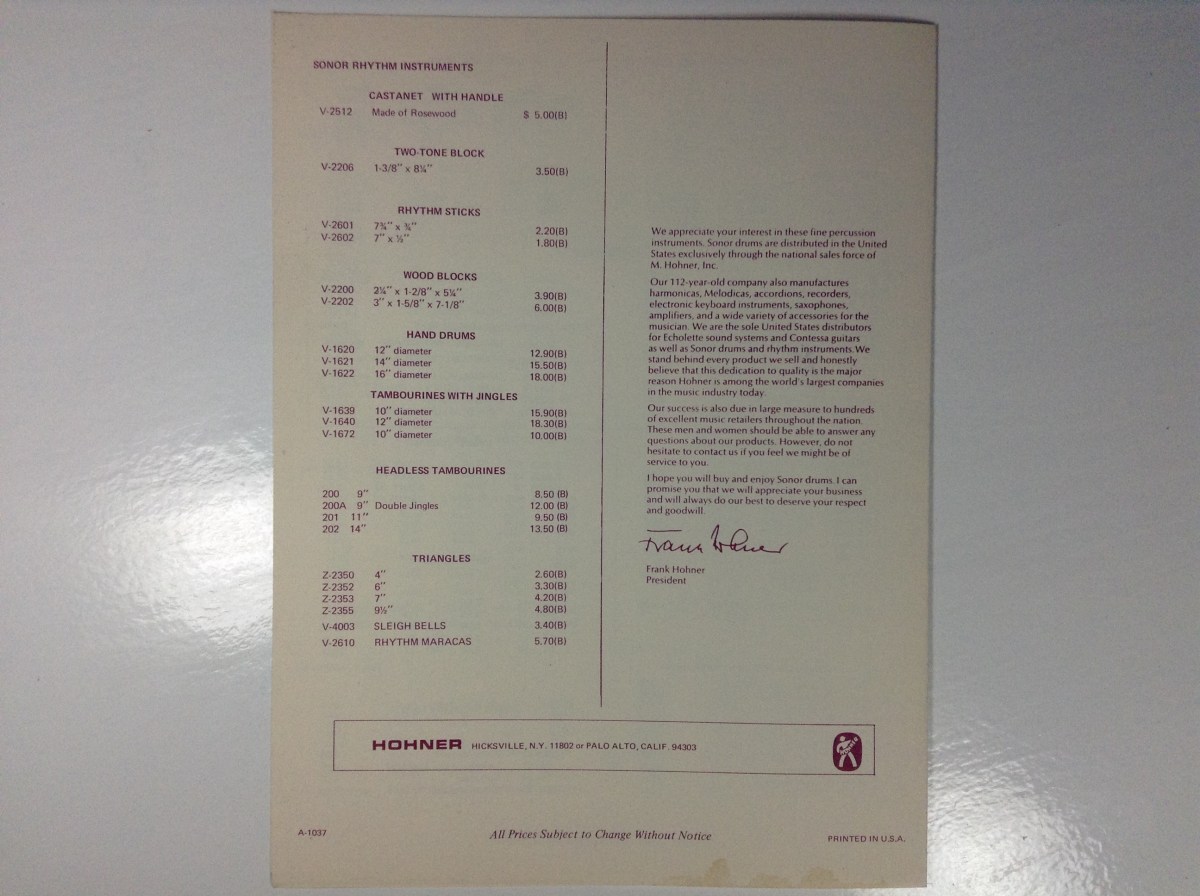 SONOR RHYTHM INSTRUMENTS
CASTANET WITH HANDLE
V-2512 Made of Rosewood $ 5.00(B)
TWO-TONE BLOCK
V-2206 1-3/8" x 8¼" 3.50(B)
RHYTHM STICKS
V-2601 7¾" x ¾" 2.20(B)
V-2602 7" x ½" 1.80(B)
WOOD BLOCKS
V-2200 2¼" x 1-2/8" x 5¼" 3.90(B)
V-2202 3" x 1-5/8" x 7-1/8" 6.00(B)
HAND DRUMS
V-1620 12" diameter 12.90(B)
V-1621 14" diameter 15.50(B)
V-1622 16" diameter 18.00(B)
TAMBOURINES WITH JINGLES
V-1639 10" diameter 15.90(B)
V-1640 12" diameter 18.30(B)
V-1672 10" diameter 10.00(B)
HEADLESS TAMBOURINES
200 9" 8.50 (B)
200A 9" Double Jingles 12.00 (B)
201 11" 9.50 (B)
202 14" 13.50 (B)
TRIANGLES
Z-2350 4" 2.60(B)
Z-2352 6" 3.30(B)
Z-2353 7" 4.20(B)
Z-2355 9½" 4.80(B)
V-4003 SLEIGH BELLS 3.40(B)
V-2610 RHYTHM MARACAS 5.70(B)
We appreciate your interest in these fine percussion
instruments. Sonor drums are distributed in the United
States exclusively through the national sales force of
M. Hohner, Inc.
Our 112-year-old company also manufactures
harmonicas, Melodicas, accordions, recorders,
electronic keyboard instruments, saxophones,
amplifiers, and a wide variety of accessories for the
musician. We are the sole United States distributors
for Echolette sound systems and Contessa guitars
as well as Sonor drums and rhythm instruments. We
stand behind every product we sell and honestly
believe that this dedication to quality is the major
reason Hohner is among the world's largest companies
in the music industry today.
Our success is also due in large measure to hundreds
of excellent music retailers throughout the nation.
These men and women should be able to answer any
questions about our products. However, do not
hesitate to contact us if you feel we might be of
service to you.
I hope you will buy and enjoy Sonor drums. I can
promise you that we will appreciate your business
and will always do our best to deserve your respect
and goodwill.
Frank Hohner
Frank Hohner
President
HOHNER HICKSVILLE, N.Y. 11802 or PALO ALTO, CALIF. 94303
A-1037
All Prices Subject to Change Without Notice
PRINTED IN U.S.A.